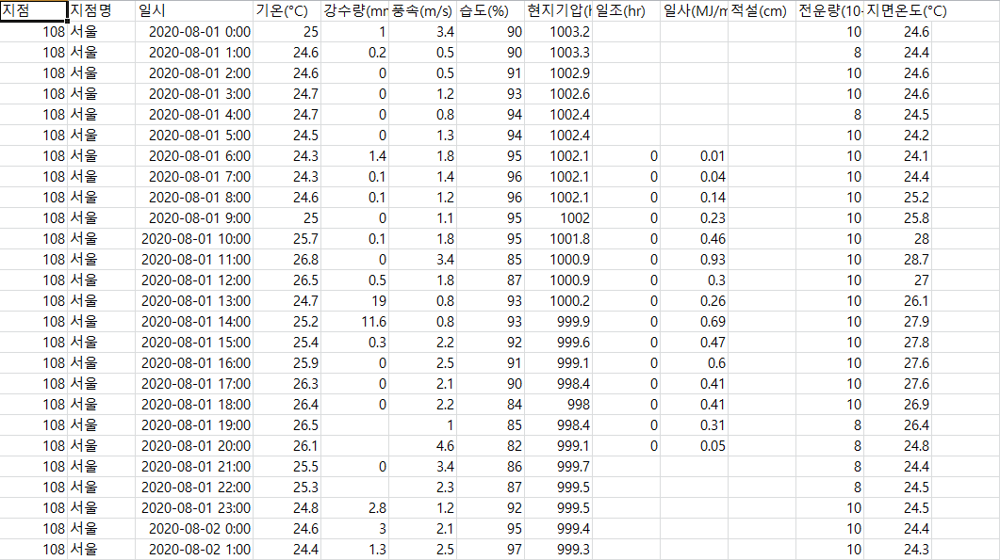 지점 지점명 일시 기온(°C) 강수량(mm 풍속(m/s) 습도(%) 현지기압(h 일조(hr) 일사(MJ/m 적설(cm) 전운량(10- 지면온도(°C)
108 서울 2020-08-01 0:00 25 1 3.4 90 1003.2 10 24.6
108 서울 2020-08-01 1:00 24.6 0.2 0.5 90 1003.3 8 24.4
108 서울 2020-08-01 2:00 24.6 0 0.5 91 1002.9 10 24.6
108 서울 2020-08-01 3:00 24.7 0 1.2 93 1002.6 10 24.6
108 서울 2020-08-01 4:00 24.7 0 0.8 94 1002.4 8 24.5
108 서울 2020-08-01 5:00 24.5 0 1.3 94 1002.4 10 24.2
108 서울 2020-08-01 6:00 24.3 1.4 1.8 95 1002.1 0 0.01 10 24.1
108 서울 2020-08-01 7:00 24.3 0.1 1.4 96 1002.1 0 0.04 10 24.4
108 서울 2020-08-01 8:00 24.6 0.1 1.2 96 1002.1 0 0.14 10 25.2
108 서울 2020-08-01 9:00 25 0 1.1 95 1002 0 0.23 10 25.8
108 서울 2020-08-01 10:00 25.7 0.1 1.8 95 1001.8 0 0.46 10 28
108 서울 2020-08-01 11:00 26.8 0 3.4 85 1000.9 0 0.93 10 28.7
108 서울 2020-08-01 12:00 26.5 0.5 1.8 87 1000.9 0 0.3 10 27
108 서울 2020-08-01 13:00 24.7 19 0.8 93 1000.2 0 0.26 10 26.1
108 서울 2020-08-01 14:00 25.2 11.6 0.8 93 999.9 0 0.69 10 27.9
108 서울 2020-08-01 15:00 25.4 0.3 2.2 92 999.6 0 0.47 10 27.8
108 서울 2020-08-01 16:00 25.9 0 2.5 91 999.1 0 0.6 10 27.6
108 서울 2020-08-01 17:00 26.3 0 2.1 90 998.4 0 0.41 10 27.6
108 서울 2020-08-01 18:00 26.4 0 2.2 84 998 0 0.41 10 26.9
108 서울 2020-08-01 19:00 26.5 1 85 998.4 0 0.31 8 26.4
108 서울 2020-08-01 20:00 26.1 4.6 82 999.1 0 0.05 8 24.8
108 서울 2020-08-01 21:00 25.5 0 3.4 86 999.7 8 24.4
108 서울 2020-08-01 22:00 25.3 2.3 87 999.5 8 24.5
108 서울 2020-08-01 23:00 24.8 2.8 1.2 92 999.5 10 24.5
108 서울 2020-08-02 0:00 24.6 3 2.1 95 999.4 10 24.4
108 서울 2020-08-02 1:00 24.4 1.3 2.5 97 999.3 10 24.3